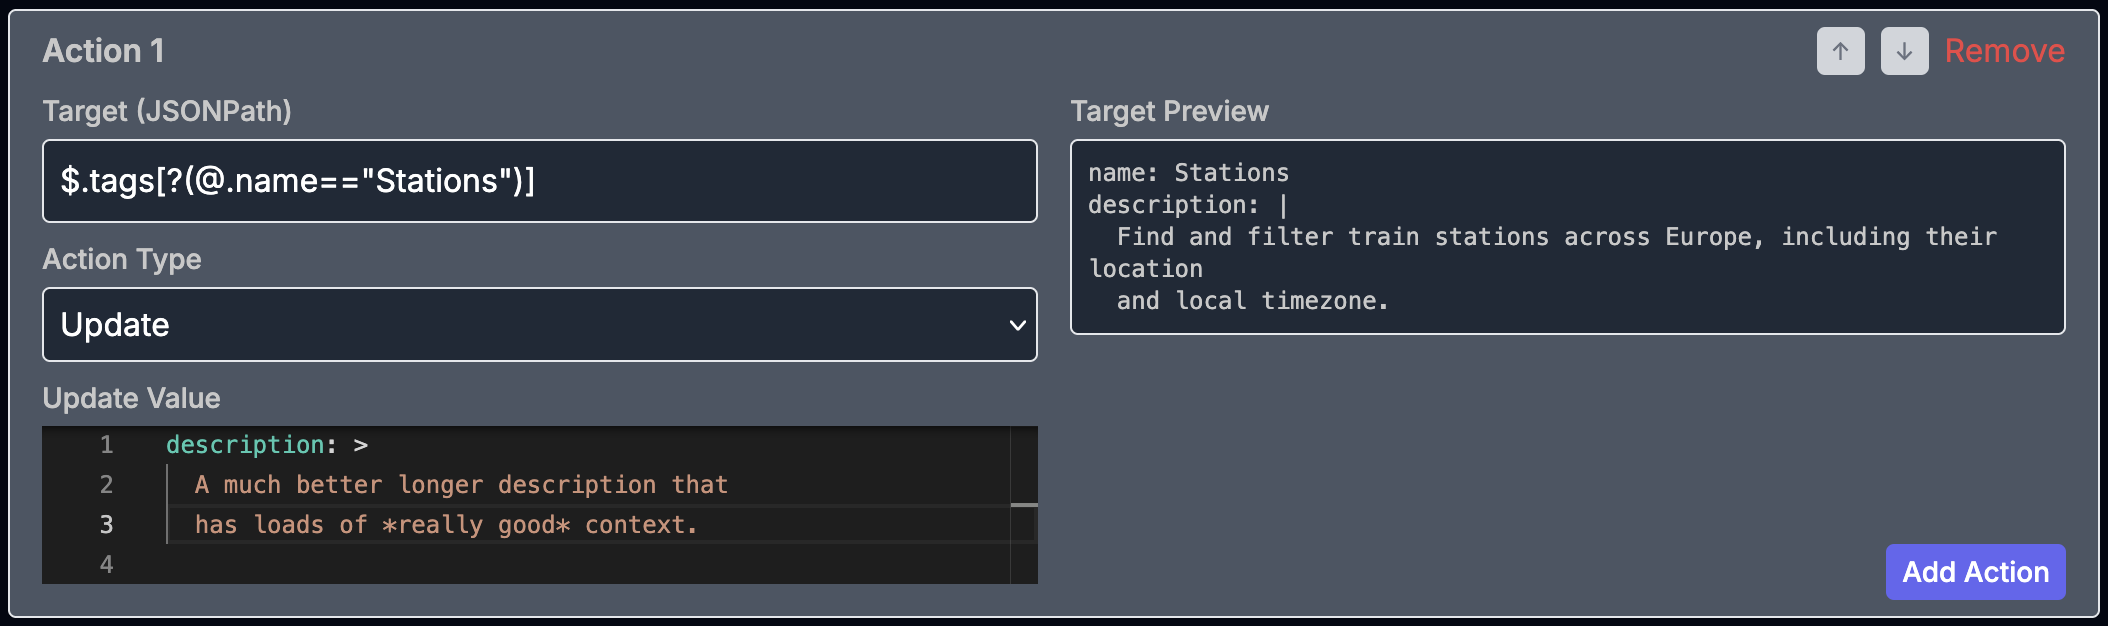 Action 1
↑ ↓ Remove
Target (JSONPath)
$.tags[?(@.name=="Stations")]
Action Type
Update
Update Value
1 description: >
2 A much better longer description that
3 has loads of *really good* context.
4
Target Preview
name: Stations
description: |
Find and filter train stations across Europe, including their
location
and local timezone.
Add Action